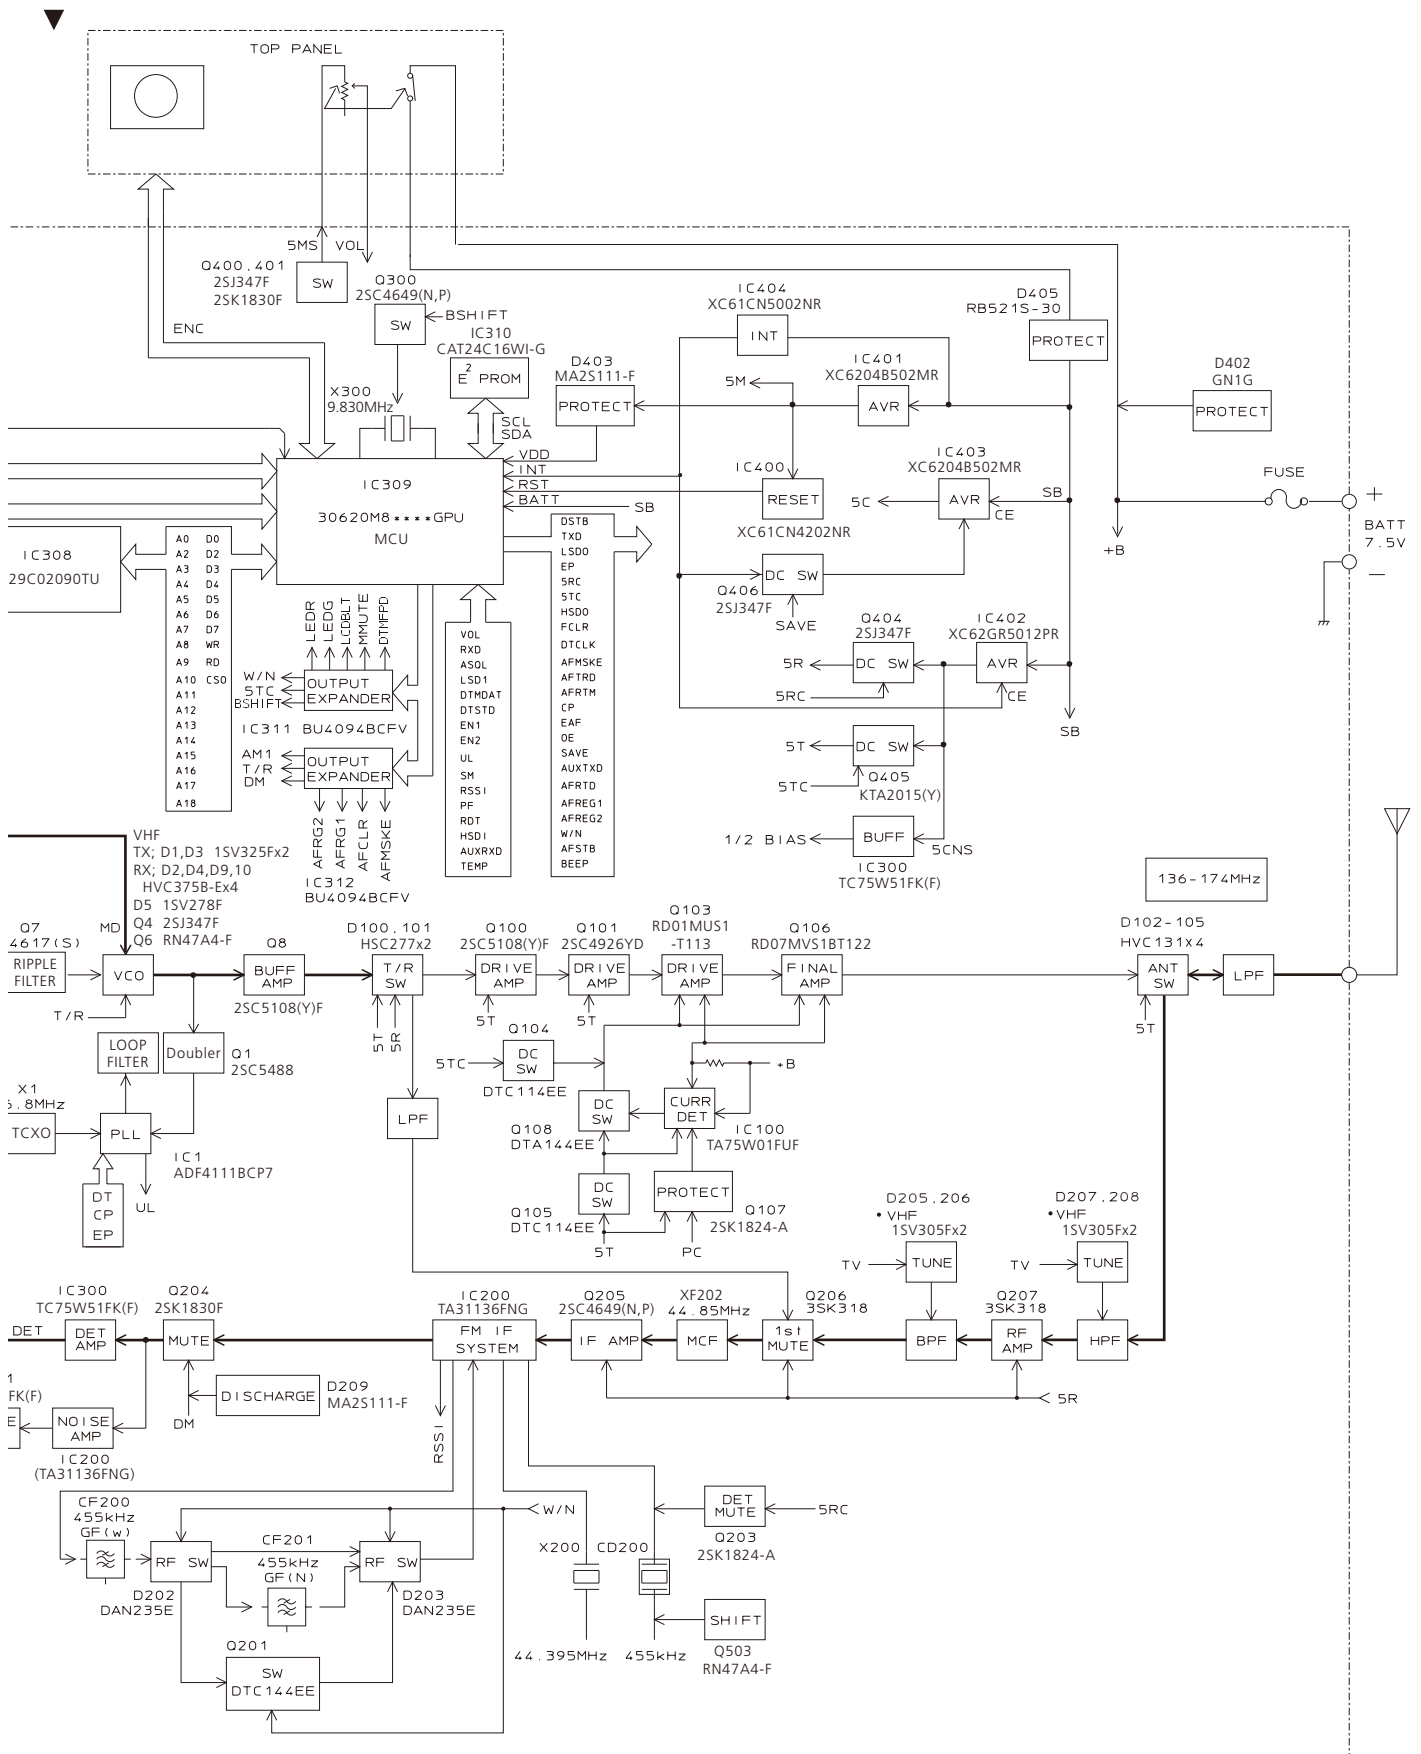 TOP PANEL
5MS
VOL
Q400,401
2SJ347F
2SK1830F
SW
Q300
2SC4649(N,P)
SW
BSHIFT
ENC
IC310
CAT24C16WI-G
E2 PROM
SCL
SDA
X300
9.830MHz
D403
MA2S111-F
PROTECT
IC404
XC61CN5002NR
INT
D405
RB521S-30
PROTECT
5M
IC401
XC6204B502MR
AVR
D402
GN1G
PROTECT
VDD
INT
RST
BATT
SB
IC400
RESET
XC61CN4202NR
IC403
XC6204B502MR
5C
AVR
SB
CE
FUSE
+
BATT
7.5V
−
+B
IC309
30620M8****GPU
MCU
IC308
29C02090TU
A0 D0
A2 D2
A3 D3
A4 D4
A5 D5
A6 D6
A7 D7
A8 WR
A9 RD
A10 CS0
A11
A12
A13
A14
A15
A16
A17
A18
DSTB
TXD
LSD0
EP
5RC
5TC
HSD0
FCLR
DTCLK
AFMSKE
AFTRD
AFRTM
CP
EAF
OE
SAVE
AUXTXD
AFRTD
AFREG1
AFREG2
W/N
AFSTB
BEEP
VOL
RXD
ASQL
LSD1
DTMDAT
DTSTD
EN1
EN2
UL
SM
RSSI
PF
RDT
HSDI
AUXRXD
TEMP
LEDR
LEDG
LCDBLT
MMUTE
DTMFPD
W/N
5TC
BSHIFT
OUTPUT
EXPANDER
IC311 BU4094BCFV
AM1
T/R
DM
OUTPUT
EXPANDER
AFRG2
AFRG1
AFCLR
AFMSKE
IC312
BU4094BCFV
DC SW
Q406
2SJ347F
SAVE
Q404
2SJ347F
5R
DC SW
5RC
IC402
XC62GR5012PR
AVR
CE
SB
5T
DC SW
5TC
Q405
KTA2015(Y)
1/2 BIAS
BUFF
5CNS
IC300
TC75W51FK(F)
136-174MHz
VHF
TX; D1,D3 1SV325Fx2
RX; D2,D4,D9,10
HVC375B-Ex4
D5 1SV278F
Q4 2SJ347F
Q6 RN47A4-F
MD
Q7
4617(S)
RIPPLE
FILTER
VCO
T/R
Q8
BUFF
AMP
2SC5108(Y)F
D100,101
HSC277x2
T/R
SW
5T
5R
Q100
2SC5108(Y)F
DRIVE
AMP
5T
Q101
2SC4926YD
DRIVE
AMP
5T
Q103
RD01MUS1
-T113
DRIVE
AMP
Q106
RD07MVS1BT122
FINAL
AMP
D102-105
HVC131x4
ANT
SW
5T
LPF
LOOP
FILTER
Doubler
Q1
2SC5488
X1
TCXO
PLL
IC1
ADF4111BCP7
DT
CP
EP
UL
LPF
Q104
5TC
DC
SW
DTC114EE
+B
DC
SW
Q108
DTA144EE
CURR
DET
IC100
TA75W01FUF
DC
SW
Q105
DTC114EE
5T
PROTECT
Q107
2SK1824-A
PC
D205,206
•VHF
1SV305Fx2
TV
TUNE
D207,208
•VHF
1SV305Fx2
TV
TUNE
DET
IC300
TC75W51FK(F)
DET
AMP
Q204
2SK1830F
MUTE
IC200
TA31136FNG
FM IF
SYSTEM
Q205
2SC4649(N,P)
IF AMP
XF202
44.85MHz
MCF
Q206
3SK318
1st
MUTE
BPF
Q207
3SK318
RF
AMP
HPF
5R
FK(F)
NOISE
AMP
IC200
(TA31136FNG)
DM
DISCHARGE
D209
MA2S111-F
RSSI
CF200
455kHz
GF(W)
RF SW
D202
DAN235E
CF201
455kHz
GF(N)
RF SW
D203
DAN235E
W/N
Q201
SW
DTC144EE
X200
44.395MHz
CD200
455kHz
DET
MUTE
5RC
Q203
2SK1824-A
SHIFT
Q503
RN47A4-F